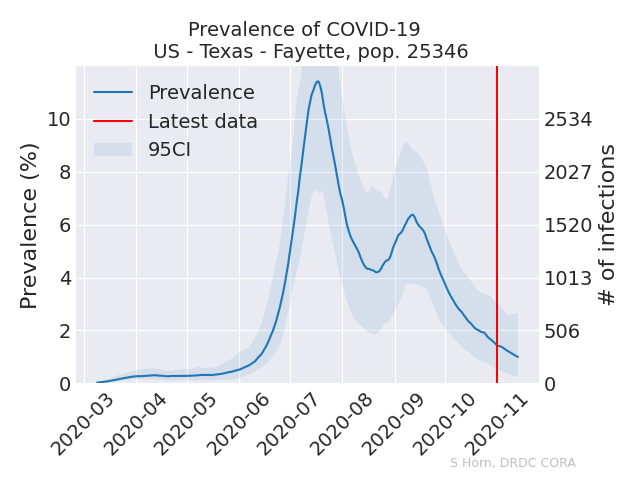 Prevalence of COVID-19
US - Texas - Fayette, pop. 25346
Prevalence
Latest data
95CI
Prevalence (%)
10
8
6
4
2
0
# of infections
2534
2027
1520
1013
506
0
2020-03
2020-04
2020-05
2020-06
2020-07
2020-08
2020-09
2020-10
2020-11
S Horn, DRDC CORA